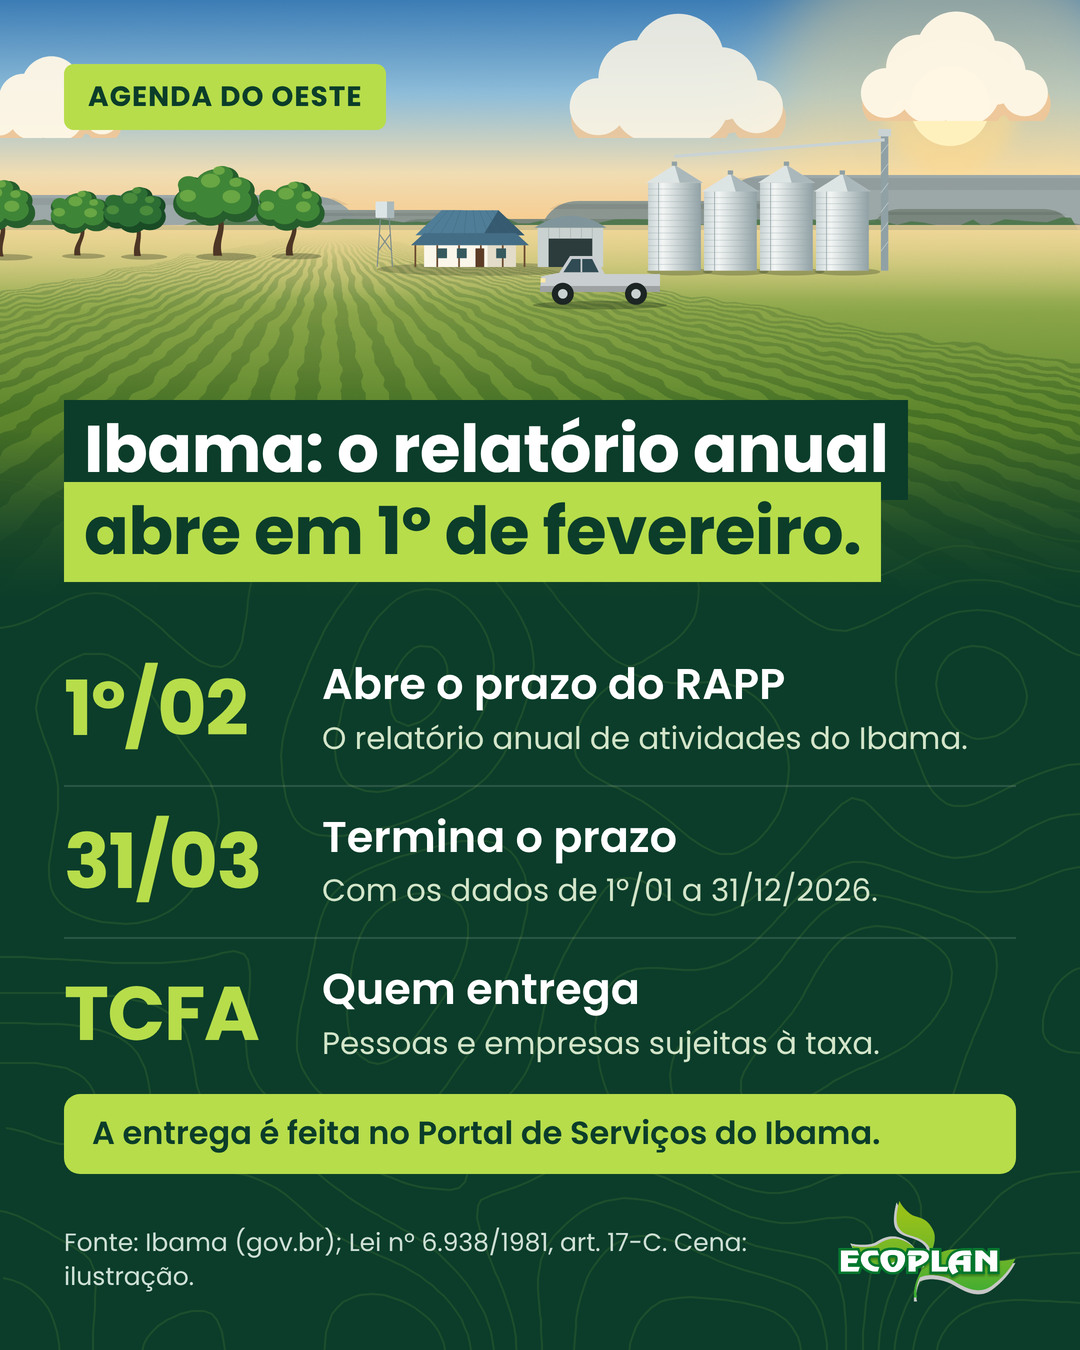 AGENDA DO OESTE
Ibama: o relatório anual
abre em 1º de fevereiro.
1º/02
Abre o prazo do RAPP
O relatório anual de atividades do Ibama.
31/03
Termina o prazo
Com os dados de 1º/01 a 31/12/2026.
TCFA
Quem entrega
Pessoas e empresas sujeitas à taxa.
A entrega é feita no Portal de Serviços do Ibama.
Fonte: Ibama (gov.br); Lei nº 6.938/1981, art. 17-C. Cena:
ilustração.
ECOPLAN